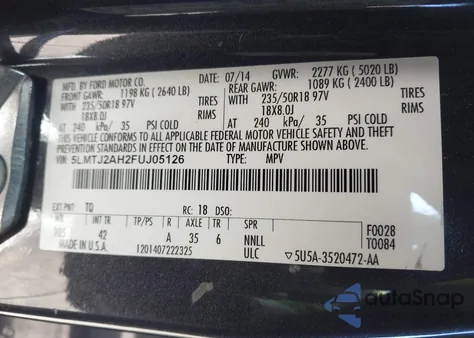 MFD. BY FORD MOTOR CO.
DATE: 07/14 GVWR: 2277 KG ( 5020 LB)
FRONT GAWR: 1198 KG ( 2640 LB) REAR GAWR: 1089 KG ( 2400 LB)
235/50R18 97V TIRES 235/50R18 97V TIRES
18X8.0J RIMS 18X8.0J RIMS
AT 240 kPa/ 35 PSI COLD AT 240 kPa/ 35 PSI COLD
THIS VEHICLE CONFORMS TO ALL APPLICABLE FEDERAL MOTOR VEHICLE SAFETY, BUMPER, AND THEFT
PREVENTION STANDARDS IN EFFECT ON THE DATE OF MANUFACTURE SHOWN ABOVE.
VIN: 5LMTJ2AH2FUJ05126 TYPE: MPV
EXT PNT: TQ RC: 18 DSO:
INT TR TP/PS R AXLE TR SPR F0028
105 42 A 35 6 NNLL T0084
MADE IN U.S.A. 1201407222325 ULC 5U5A-3520472-AA
autoSnap